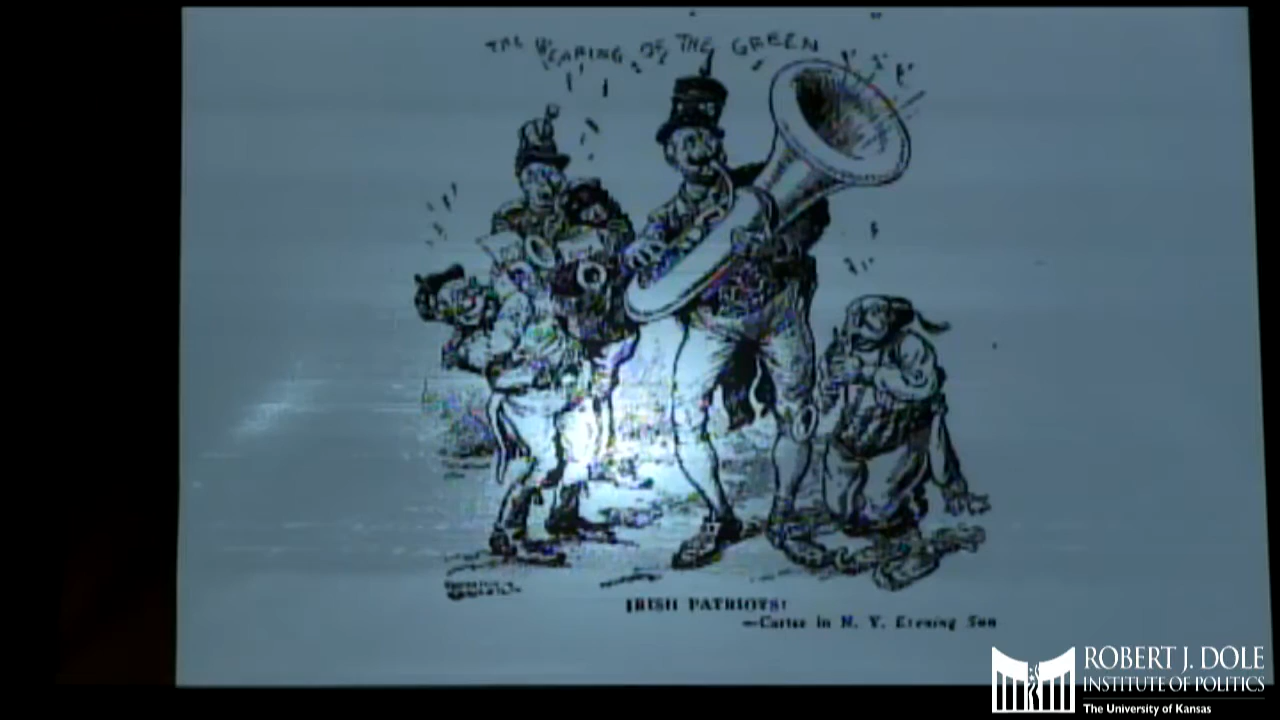 THE WEARING OF THE GREEN
IRISH PATRIOTS!
—Carter in N. Y. Evening Sun
ROBERT J. DOLE
INSTITUTE OF POLITICS
The University of Kansas